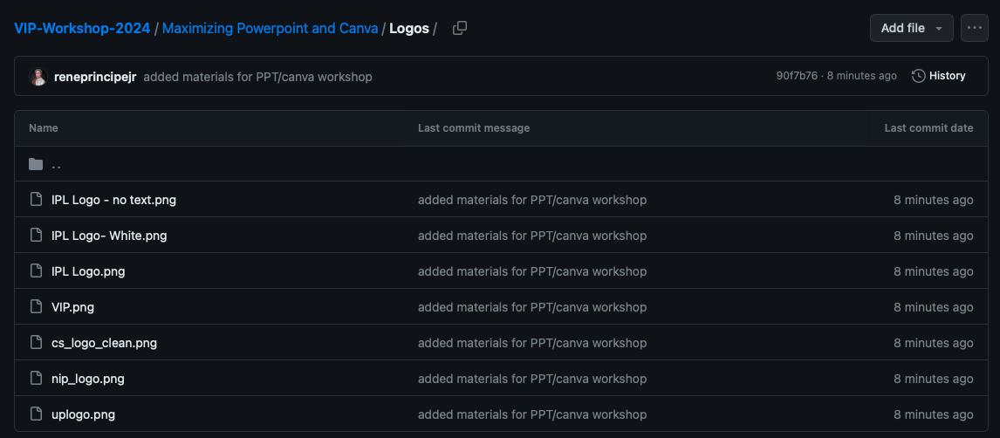 VIP-Workshop-2024 / Maximizing Powerpoint and Canva / Logos /
Add file
reneprincipejr added materials for PPT/canva workshop
90f7b76 · 8 minutes ago
History
Name Last commit message Last commit date
..
IPL Logo - no text.png added materials for PPT/canva workshop 8 minutes ago
IPL Logo- White.png added materials for PPT/canva workshop 8 minutes ago
IPL Logo.png added materials for PPT/canva workshop 8 minutes ago
VIP.png added materials for PPT/canva workshop 8 minutes ago
cs_logo_clean.png added materials for PPT/canva workshop 8 minutes ago
nip_logo.png added materials for PPT/canva workshop 8 minutes ago
uplogo.png added materials for PPT/canva workshop 8 minutes ago